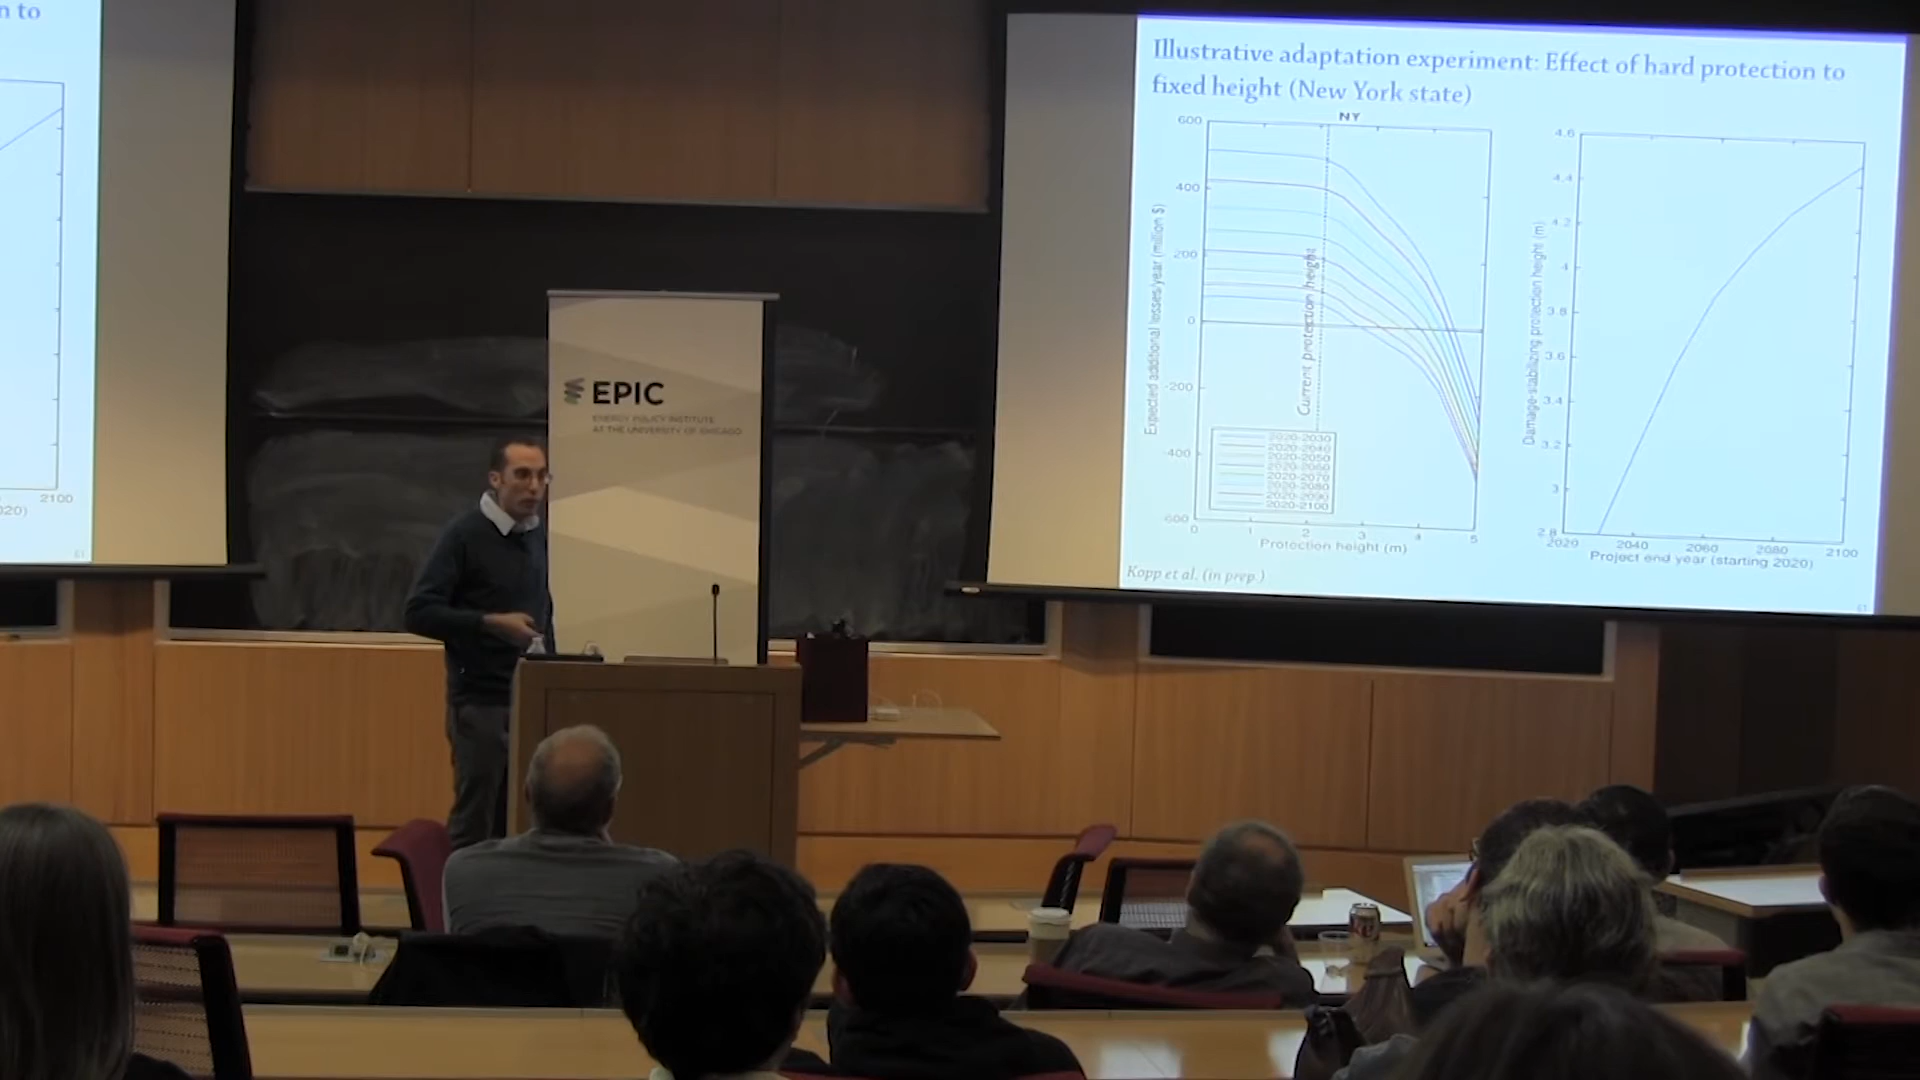 n to
2100
020)
EPIC
ENERGY POLICY INSTITUTE
AT THE UNIVERSITY OF CHICAGO
Illustrative adaptation experiment: Effect of hard protection to
fixed height (New York state)
NY
600
400
200
0
-200
-400
-600
Expected additional losses/year (million $)
Current protection height
2020-2030
2020-2040
2020-2050
2020-2060
2020-2070
2020-2080
2020-2090
2020-2100
0 1 2 3 4 5
Protection height (m)
4.6
4.4
4.2
4
3.8
3.6
3.4
3.2
3
2.8
Damage-stabilizing protection height (m)
2020 2040 2060 2080 2100
Project end year (starting 2020)
Kopp et al. (in prep.)